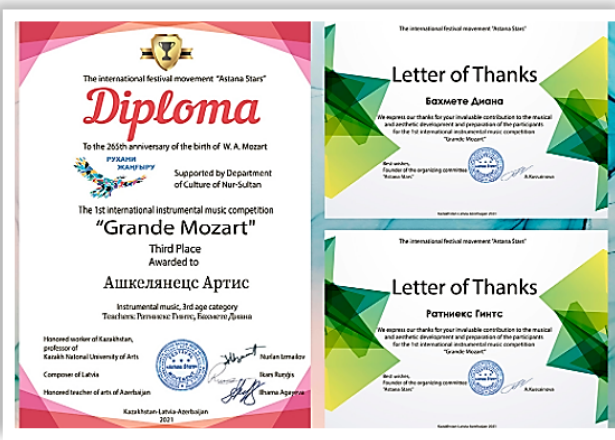 The international festival movement "Astana Stars"
Diploma
To the 265th anniversary of the birth of W. A. Mozart
РУХАНИ
ЖАҢҒЫРУ
Supported by Department
of Culture of Nur-Sultan
The 1st international instrumental music competition
"Grande Mozart"
Third Place
Awarded to
Ашкелянецс Артис
Instrumental music, 3rd age category
Teachers: Ратниекс Гинтс, Бахмете Диана
Honored worker of Kazakhstan,
professor of
Kazakh National University of Arts
Nurlan Izmailov
Composer of Latvia
Ilkars Ruņģis
Honored teacher of arts of Azerbaijan
Ilhama Agayeva
Kazakhstan-Latvia-Azerbaijan
2021
The international festival movement "Astana Stars"
Letter of Thanks
Бахмете Диана
We express our thanks for your invaluable contribution to the musical
and aesthetic development and preparation of the participants
for the 1st international instrumental music competition
"Grande Mozart"
Best wishes,
Founder of the organizing committee
"Astana Stars"
Kazakhstan-Latvia-Azerbaijan 2021
The international festival movement "Astana Stars"
Letter of Thanks
Ратниекс Гинтс
We express our thanks for your invaluable contribution to the musical
and aesthetic development and preparation of the participants
for the 1st international instrumental music competition
"Grande Mozart"
Best wishes,
Founder of the organizing committee
"Astana Stars"
Kazakhstan-Latvia-Azerbaijan 2021